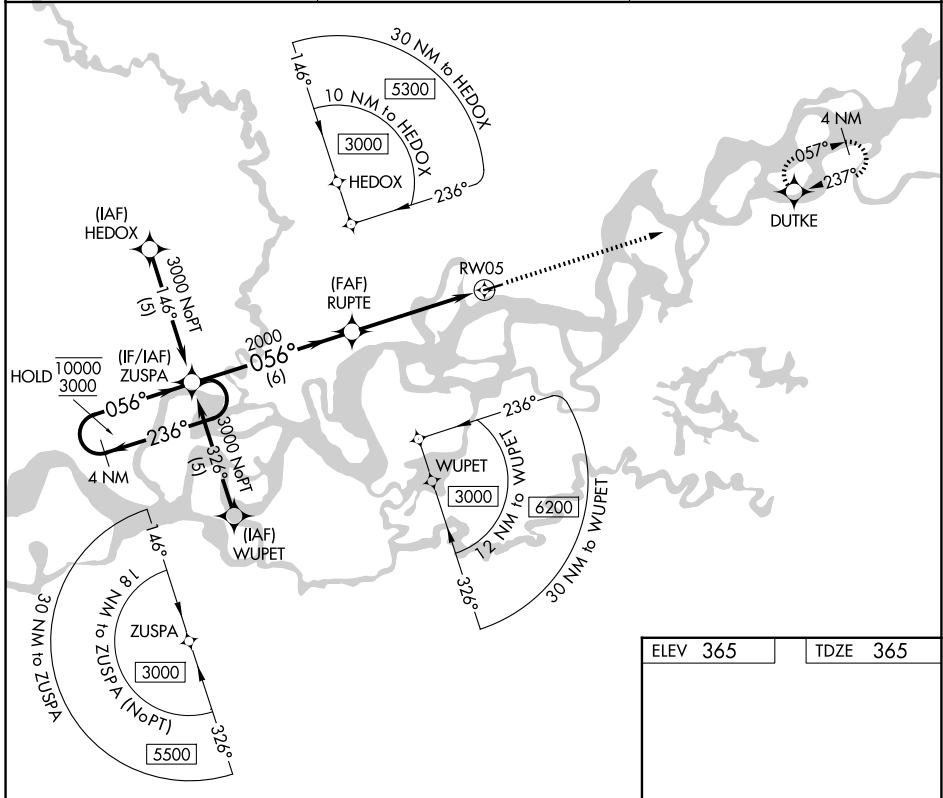 30 NM to HEDOX
146°
5300
10 NM to HEDOX
3000
HEDOX
236°
4 NM
057°
237°
DUTKE
(IAF)
HEDOX
3000 NoPT
146°
(5)
RW05
(FAF)
RUPTE
2000
056°
(6)
(IF/IAF)
ZUSPA
HOLD
10000
3000
056°
236°
4 NM
3000 NoPT
326°
(5)
(IAF)
WUPET
236°
WUPET
3000
12 NM to WUPET
6200
30 NM to WUPET
326°
146°
18 NM to ZUSPA (NoPT)
30 NM to ZUSPA
ZUSPA
3000
326°
5500
ELEV 365
TDZE 365